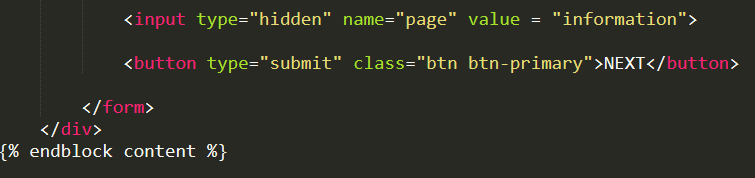 <input type="hidden" name="page" value = "information">
<button type="submit" class="btn btn-primary">NEXT</button>
</form>
</div>
{% endblock content %}